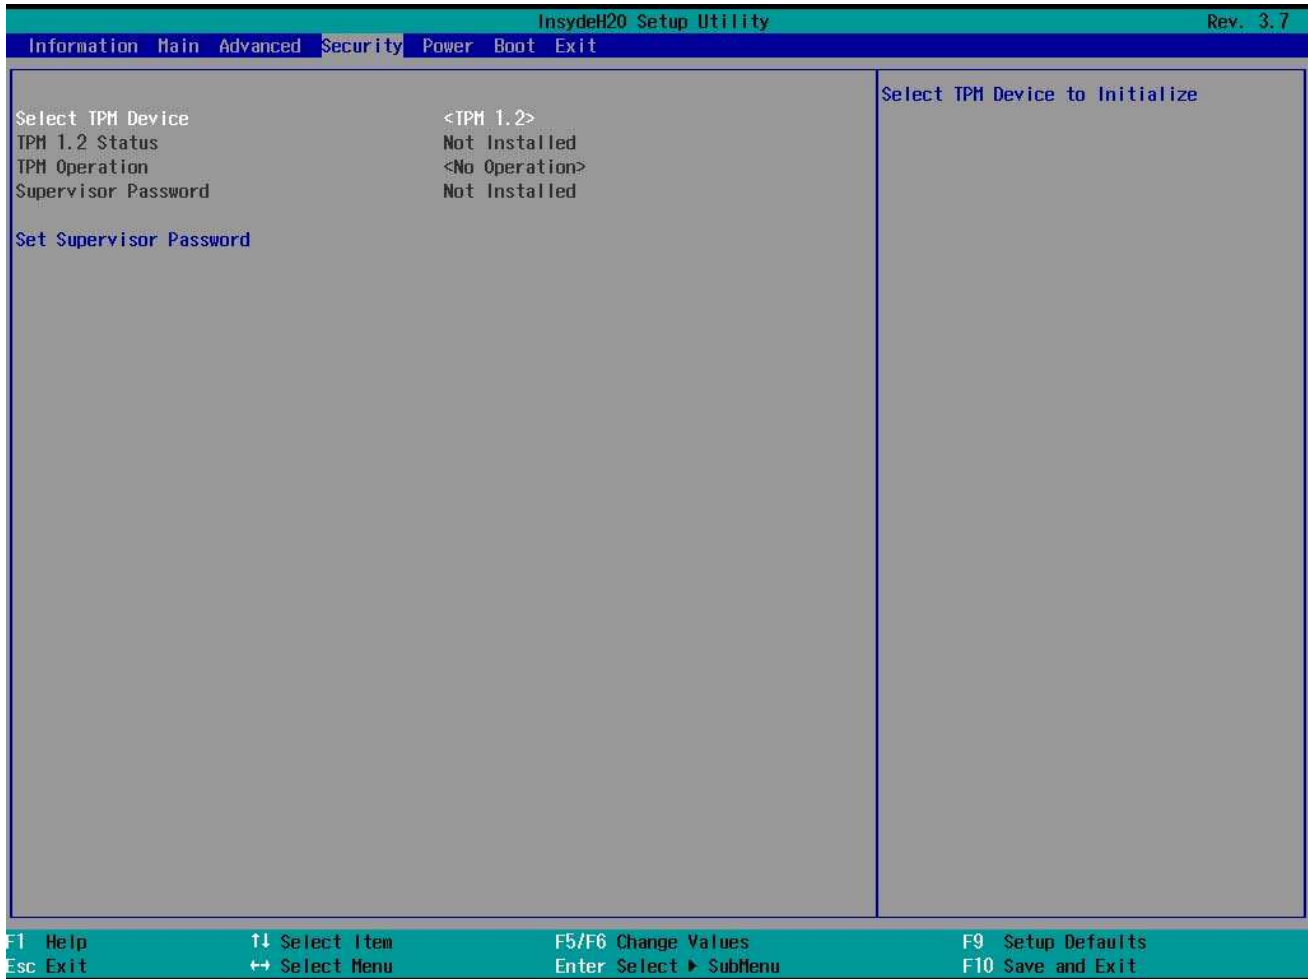 InsydeH20 Setup Utility Rev. 3.7
Information Main Advanced Security Power Boot Exit
Select TPM Device <TPM 1.2>
TPM 1.2 Status Not Installed
TPM Operation <No Operation>
Supervisor Password Not Installed
Set Supervisor Password
Select TPM Device to Initialize
F1 Help ↑↓ Select Item F5/F6 Change Values F9 Setup Defaults
Esc Exit ↔ Select Menu Enter Select ▶ SubMenu F10 Save and Exit